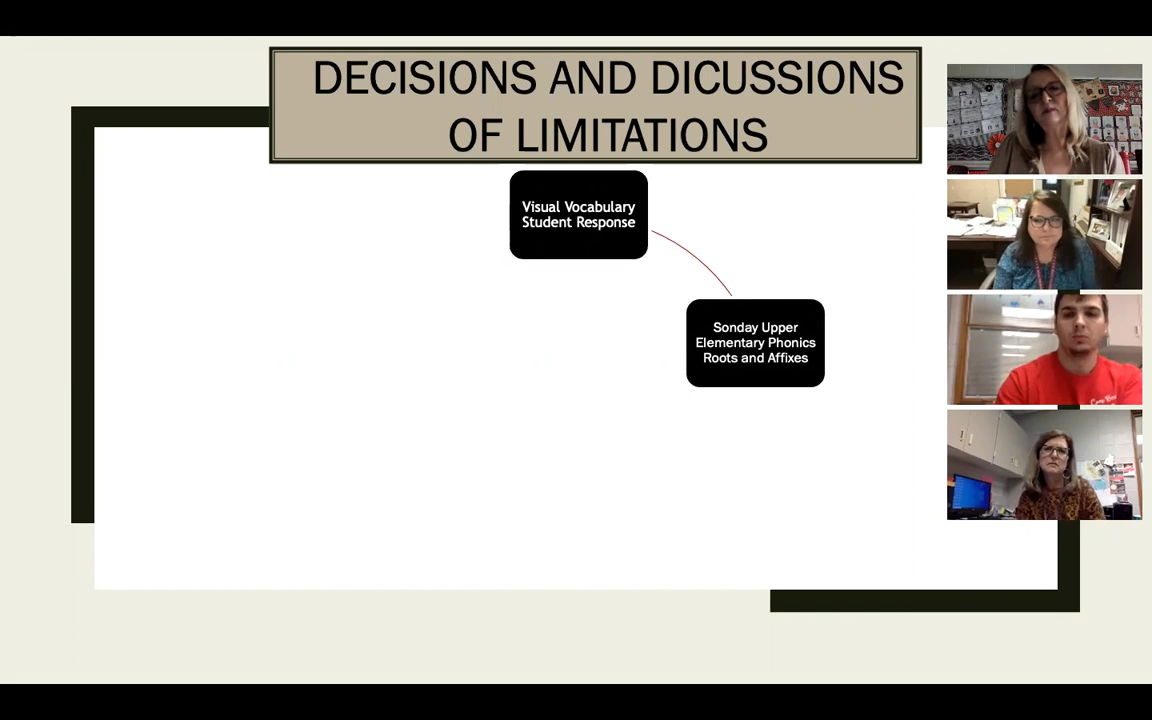 DECISIONS AND DICUSSIONS
OF LIMITATIONS
Visual Vocabulary
Student Response
Sonday Upper
Elementary Phonics
Roots and Affixes